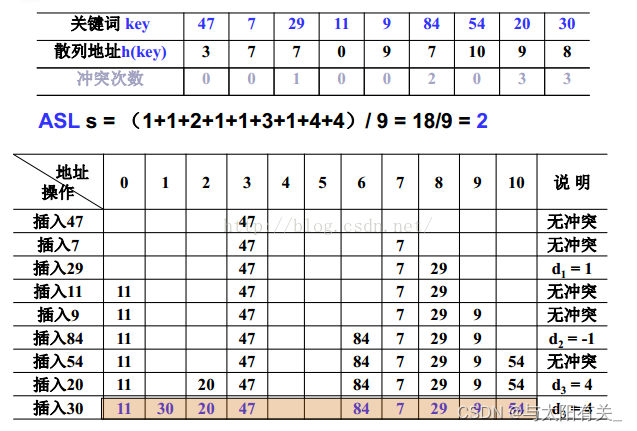 关键词 key 47 7 29 11 9 84 54 20 30
散列地址h(key) 3 7 7 0 9 7 10 9 8
冲突次数 0 0 1 0 0 2 0 3 3
ASL s = （1+1+2+1+1+3+1+4+4）/ 9 = 18/9 = 2
地址 操作 0 1 2 3 4 5 6 7 8 9 10 说 明
插入47 47 无冲突
http://blog.csdn.net/
插入7 47 7 无冲突
插入29 47 7 29 d1 = 1
插入11 11 47 7 29 无冲突
插入9 11 47 7 29 9 无冲突
插入84 11 47 84 7 29 9 d2 = -1
插入54 11 47 84 7 29 9 54 无冲突
插入20 11 20 47 84 7 29 9 54 d3 = 4
插入30 11 30 20 47 84 7 29 9 54 d3 = 4
CSDN @与太阳有关_